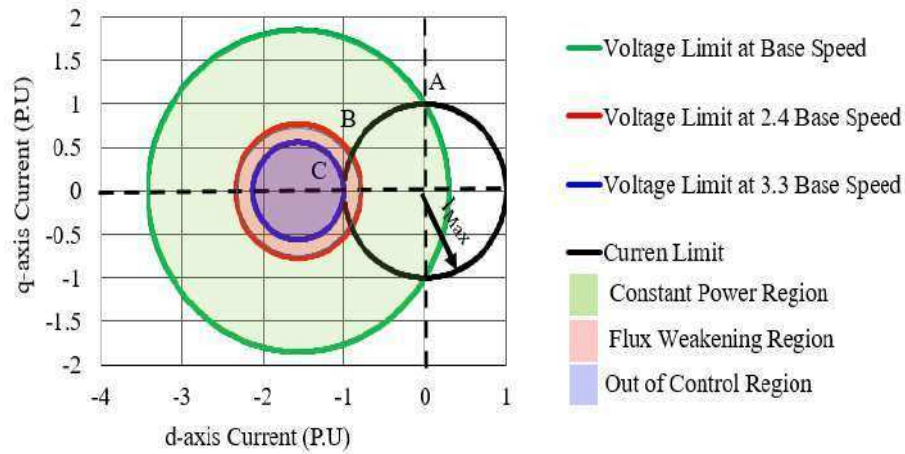 2
1.5
1
0.5
0
-0.5
-1
-1.5
-2
q-axis Current (P.U)
-4
-3
-2
-1
0
1
d-axis Current (P.U)
A
B
C
IMax
Voltage Limit at Base Speed
Voltage Limit at 2.4 Base Speed
Voltage Limit at 3.3 Base Speed
Curren Limit
Constant Power Region
Flux Weakening Region
Out of Control Region